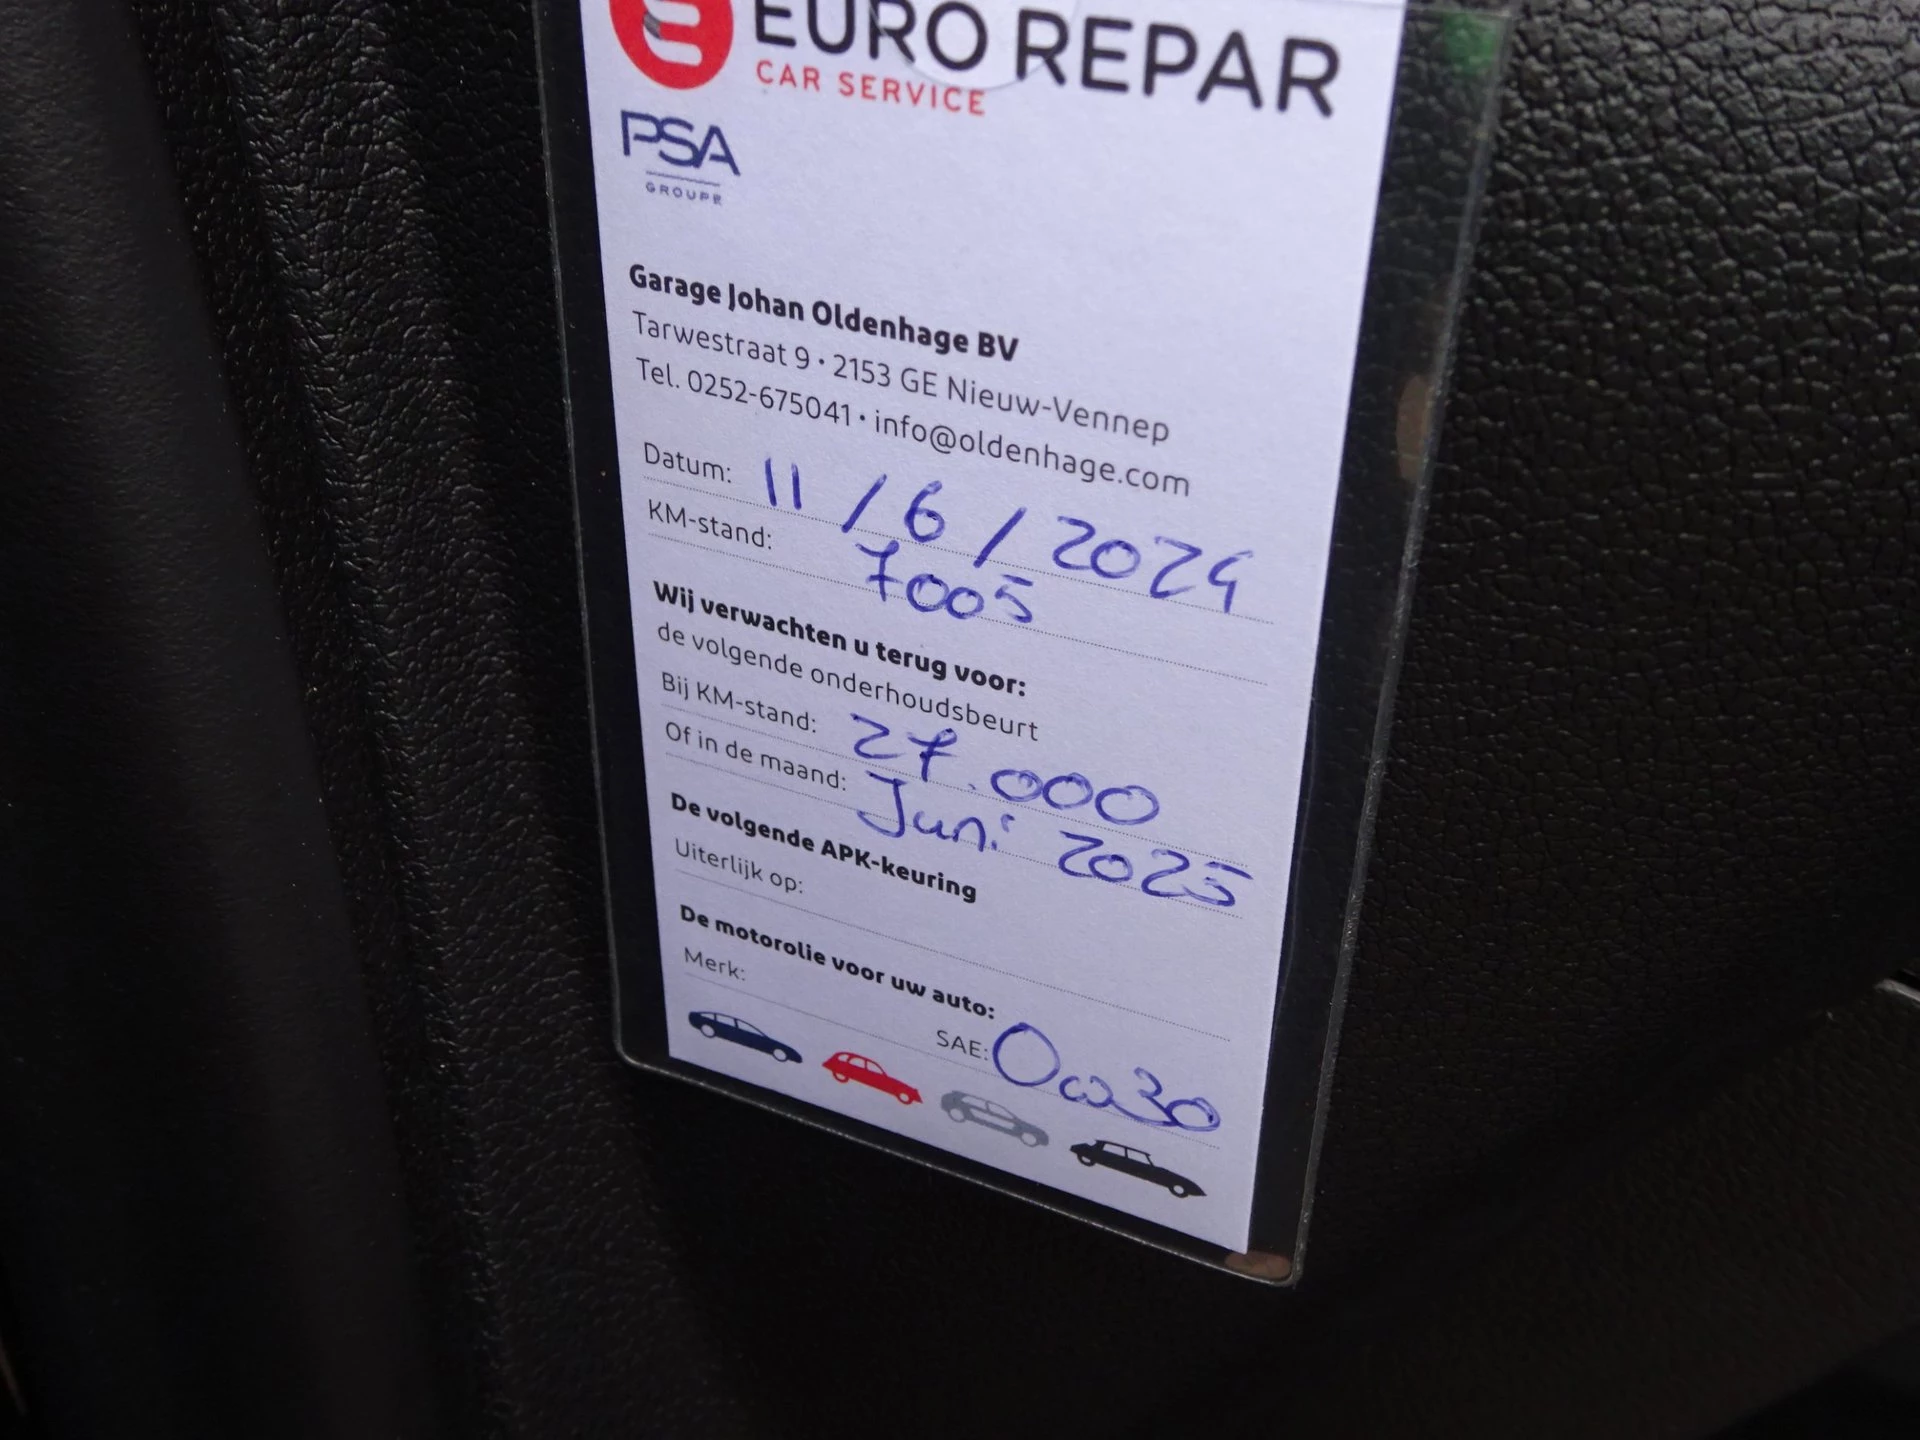 EURO REPAR
CAR SERVICE
PSA
GROUPE
Garage Johan Oldenhage BV
Tarwestraat 9 • 2153 GE Nieuw-Vennep
Tel. 0252-675041 • info@oldenhage.com
Datum: 11 / 6 / 2024
KM-stand: 7005
Wij verwachten u terug voor:
de volgende onderhoudsbeurt
Bij KM-stand: 27.000
Of in de maand: Juni 2025
De volgende APK-keuring
Uiterlijk op:
De motorolie voor uw auto:
Merk: SAE: 0w30